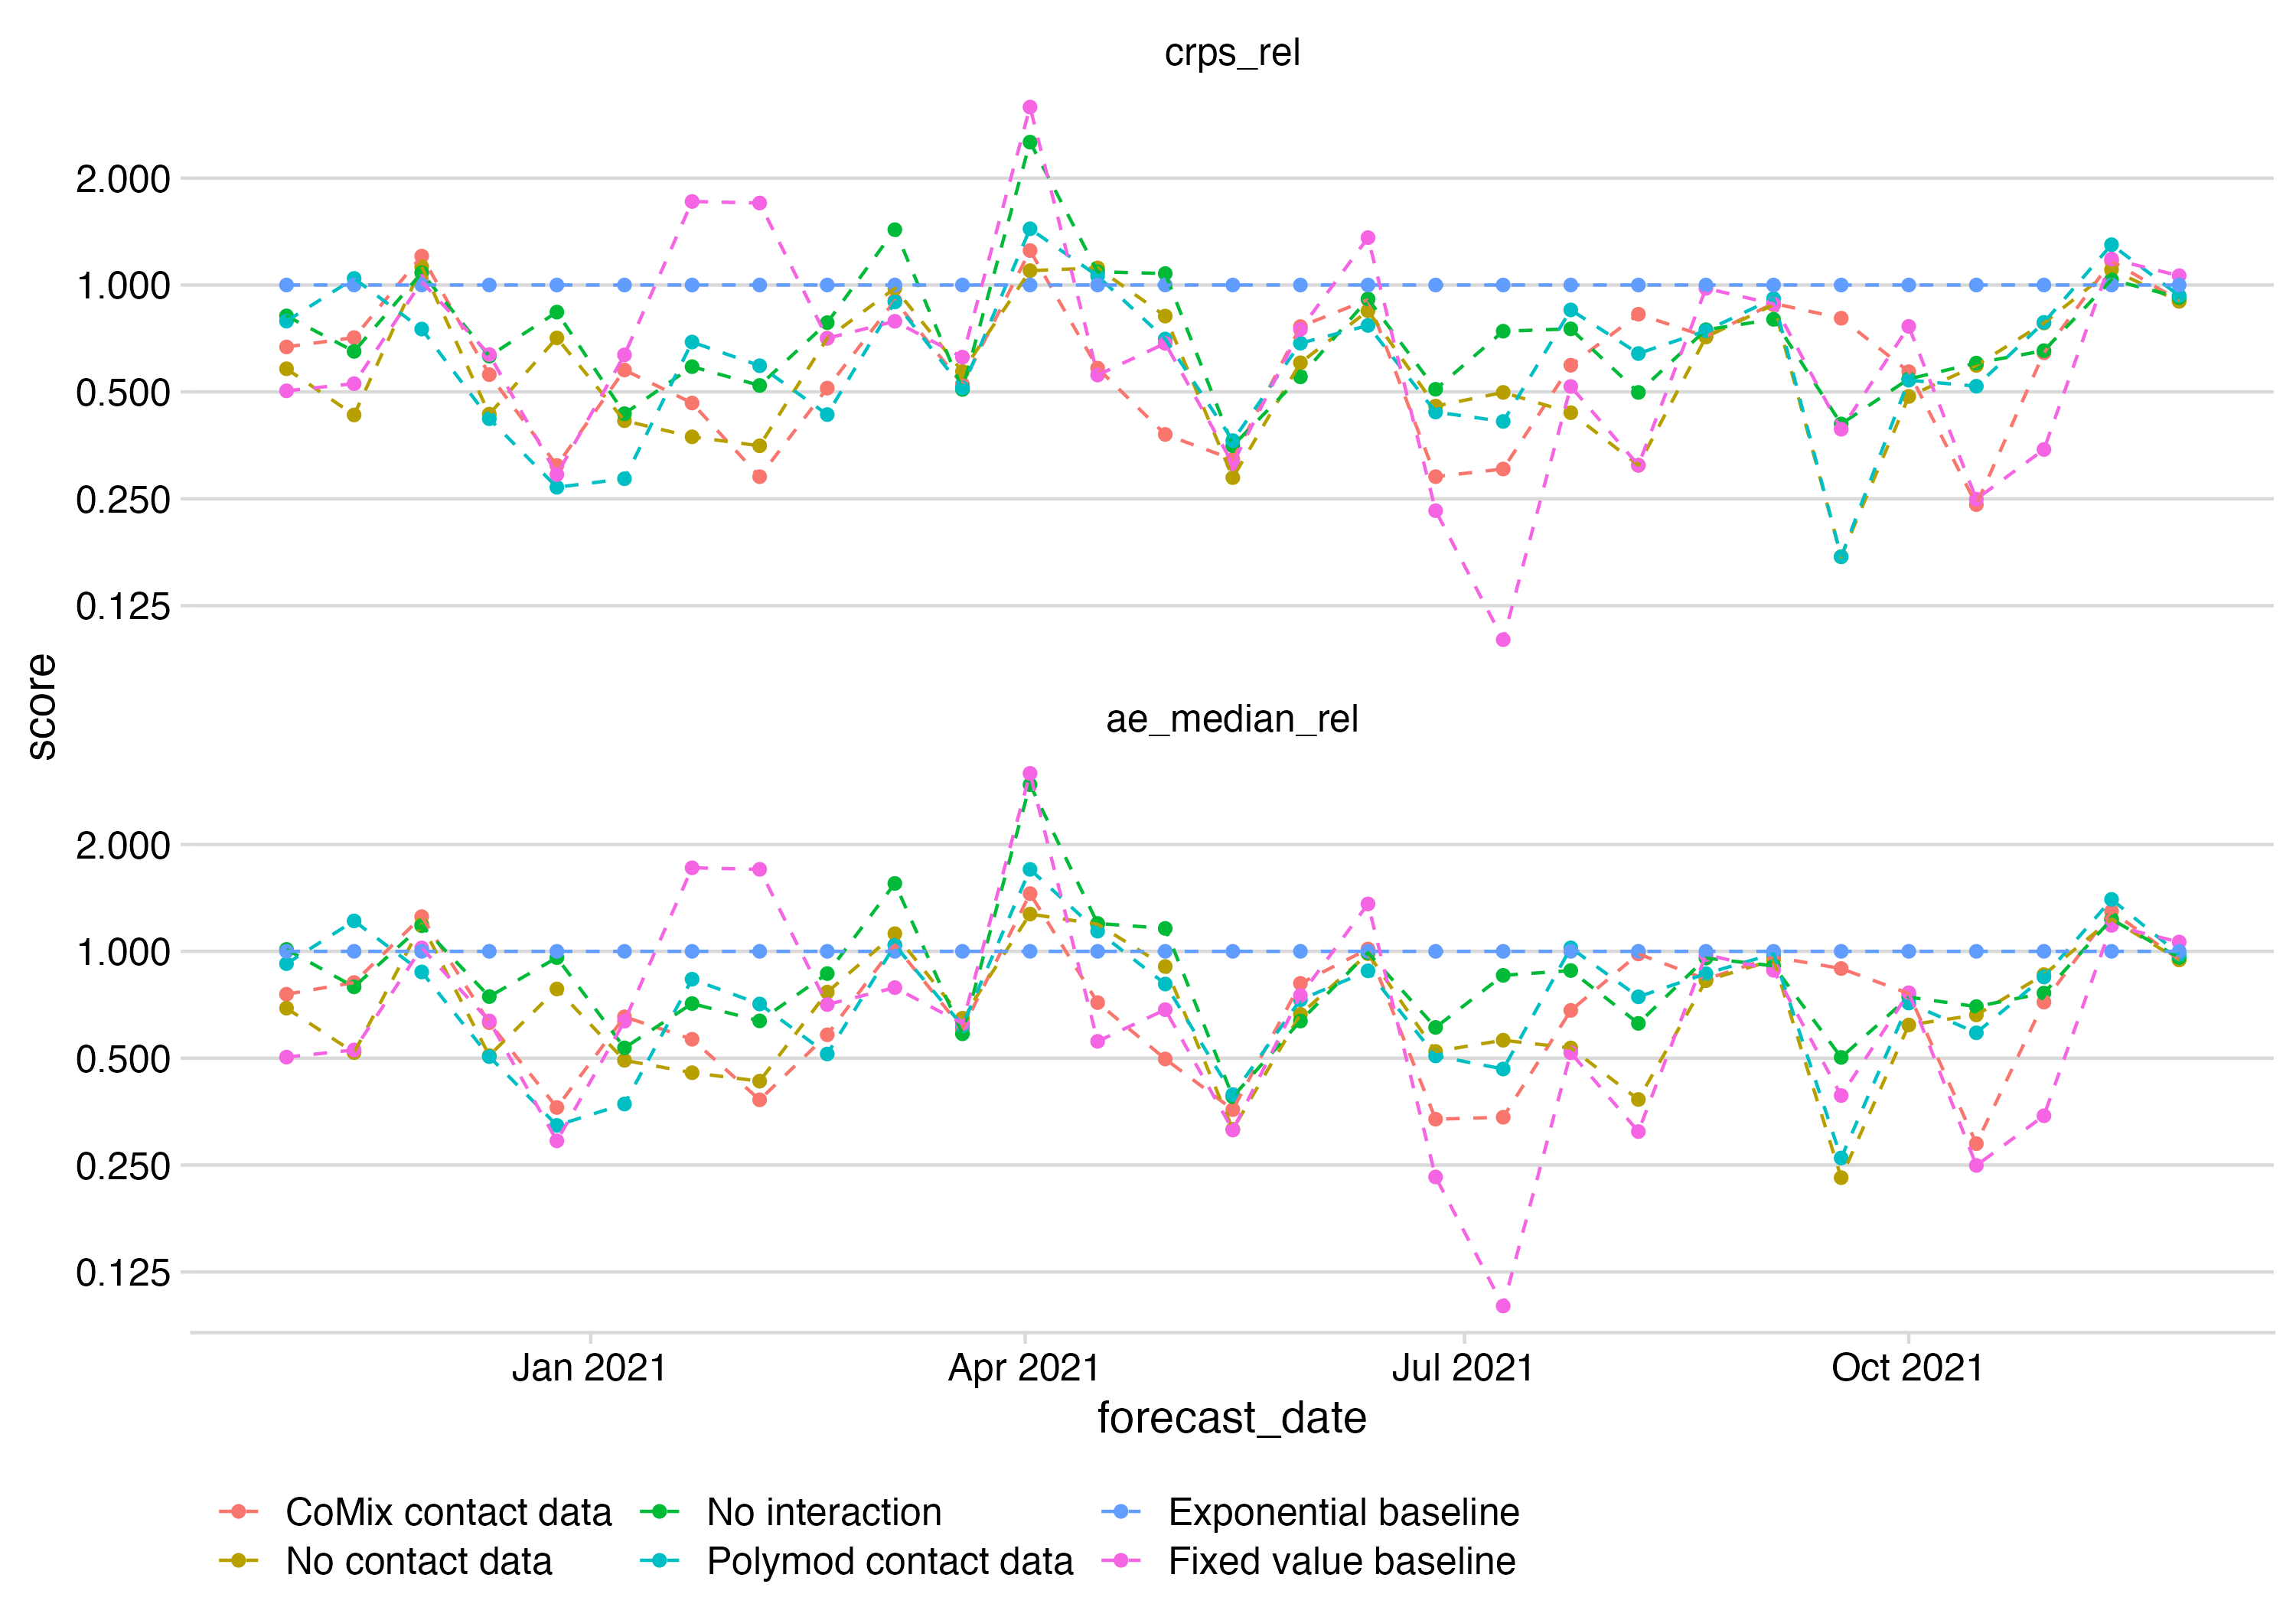 crps_rel
2.000
1.000
0.500
0.250
0.125
score
ae_median_rel
2.000
1.000
0.500
0.250
0.125
Jan 2021 Apr 2021 Jul 2021 Oct 2021
forecast_date
CoMix contact data No interaction Exponential baseline
No contact data Polymod contact data Fixed value baseline